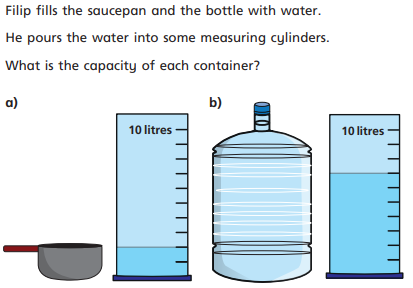 Filip fills the saucepan and the bottle with water.
He pours the water into some measuring cylinders.
What is the capacity of each container?
a)
b)
10 litres
10 litres